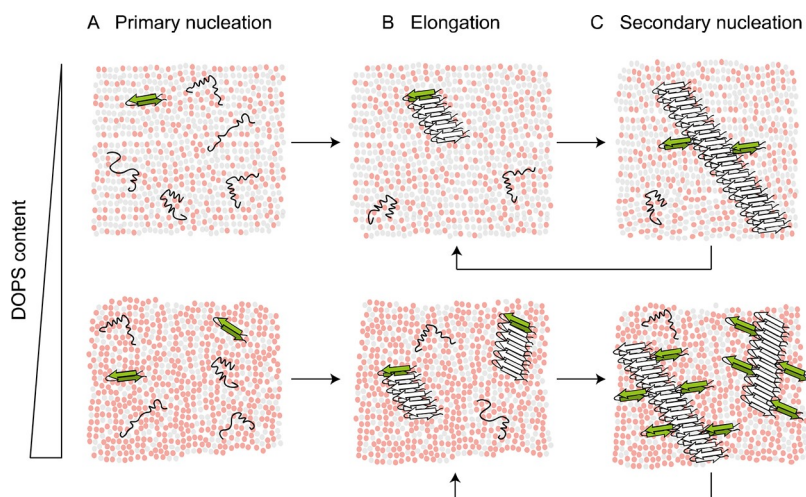 A Primary nucleation
B Elongation
C Secondary nucleation
DOPS content